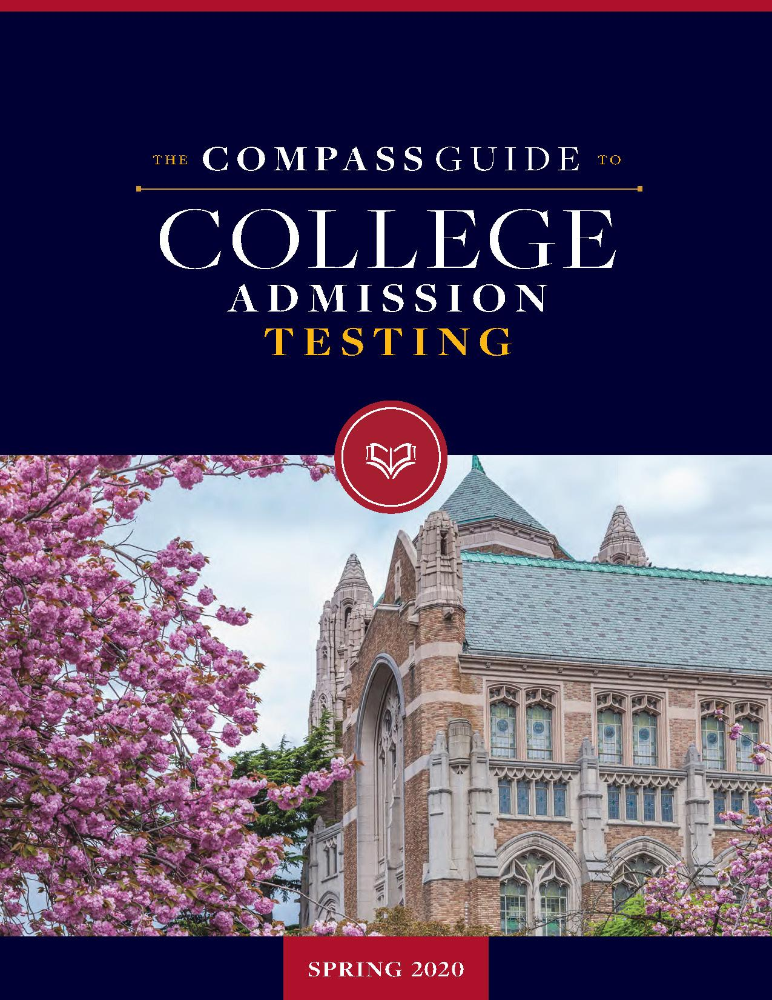 THE COMPASS GUIDE TO
COLLEGE
ADMISSION
TESTING
SPRING 2020